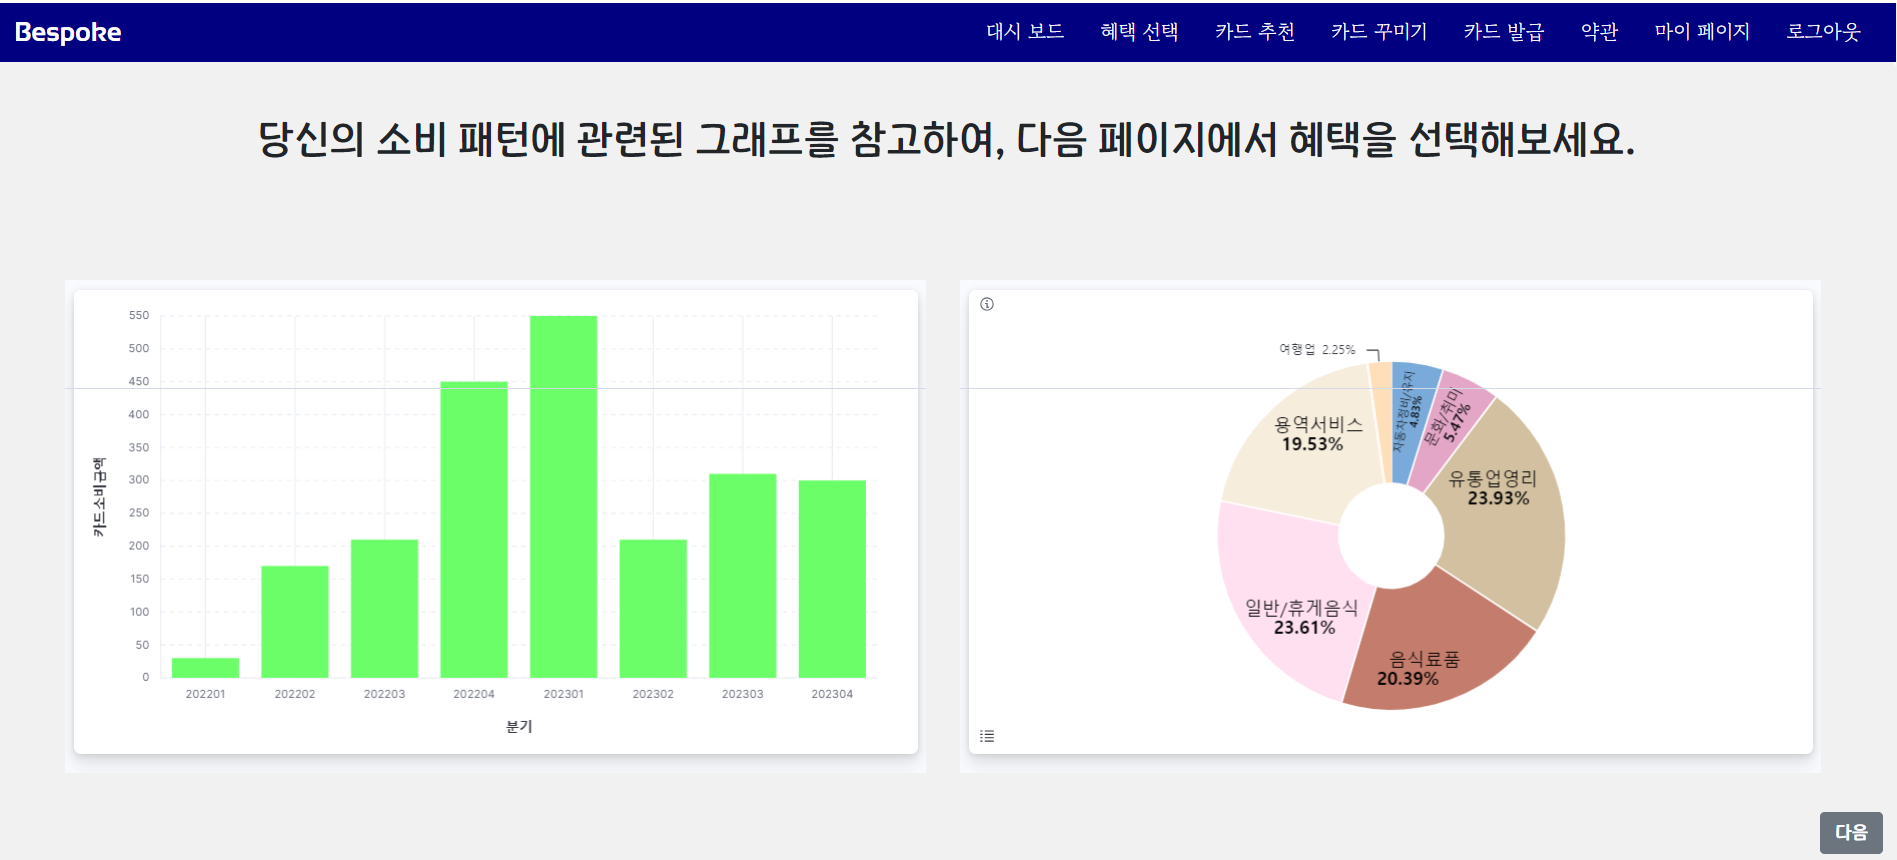 Bespoke
대시 보드 혜택 선택 카드 추천 카드 꾸미기 카드 발급 약관 마이 페이지 로그아웃
당신의 소비 패턴에 관련된 그래프를 참고하여, 다음 페이지에서 혜택을 선택해보세요.
550
500
450
400
350
300
250
200
150
100
50
0
카드소비금액
202201 202202 202203 202204 202301 202302 202303 202304
분기
여행업 2.25%
자동차정비/유지
4.83%
문화/취미
5.47%
유통업영리
23.93%
용역서비스
19.53%
일반/휴게음식
23.61%
음식료품
20.39%
다음